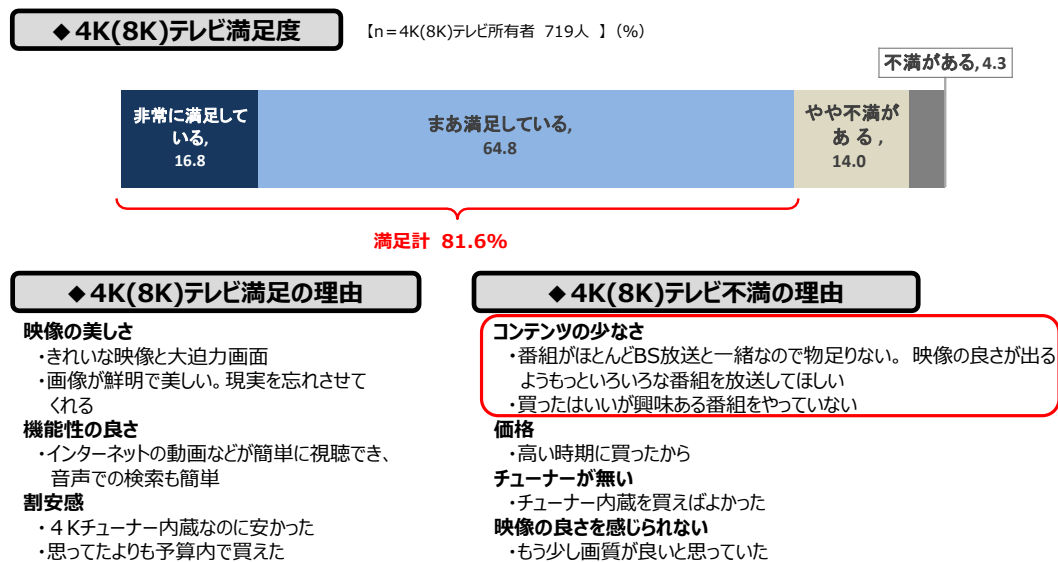 ◆4K(8K)テレビ満足度
【n=4K(8K)テレビ所有者 719人 】(%)
不満がある, 4.3
非常に満足して
いる,
16.8
まあ満足している,
64.8
やや不満が
ある,
14.0
満足計 81.6%
◆4K(8K)テレビ満足の理由
映像の美しさ
・きれいな映像と大迫力画面
・画像が鮮明で美しい。現実を忘れさせて
くれる
機能性の良さ
・インターネットの動画などが簡単に視聴でき、
音声での検索も簡単
割安感
・4Kチューナー内蔵なのに安かった
・思ってたよりも予算内で買えた
◆4K(8K)テレビ不満の理由
コンテンツの少なさ
・番組がほとんどBS放送と一緒なので物足りない。 映像の良さが出る
ようもっといろいろな番組を放送してほしい
・買ったはいいが興味ある番組をやっていない
価格
・高い時期に買ったから
チューナーが無い
・チューナー内蔵を買えばよかった
映像の良さを感じられない
・もう少し画質が良いと思っていた